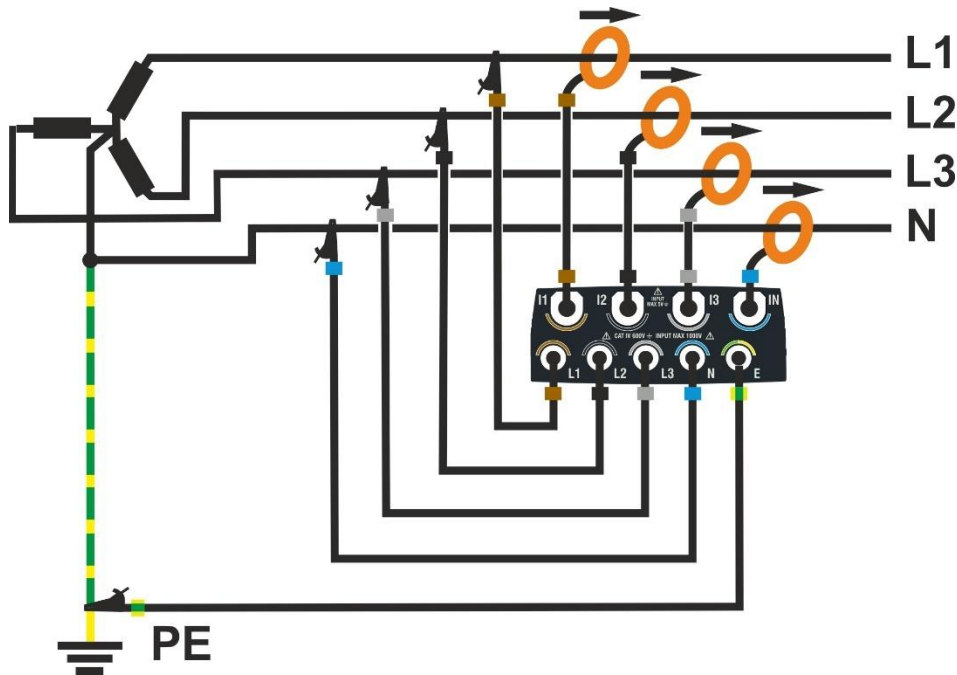 L1
L2
L3
N
I1 I2 ⚠ INPUT MAX 5V⎓ I3 IN
⚠ CAT IV 600V ⏚ INPUT MAX 1000V ⚠
L1 L2 L3 N E
PE